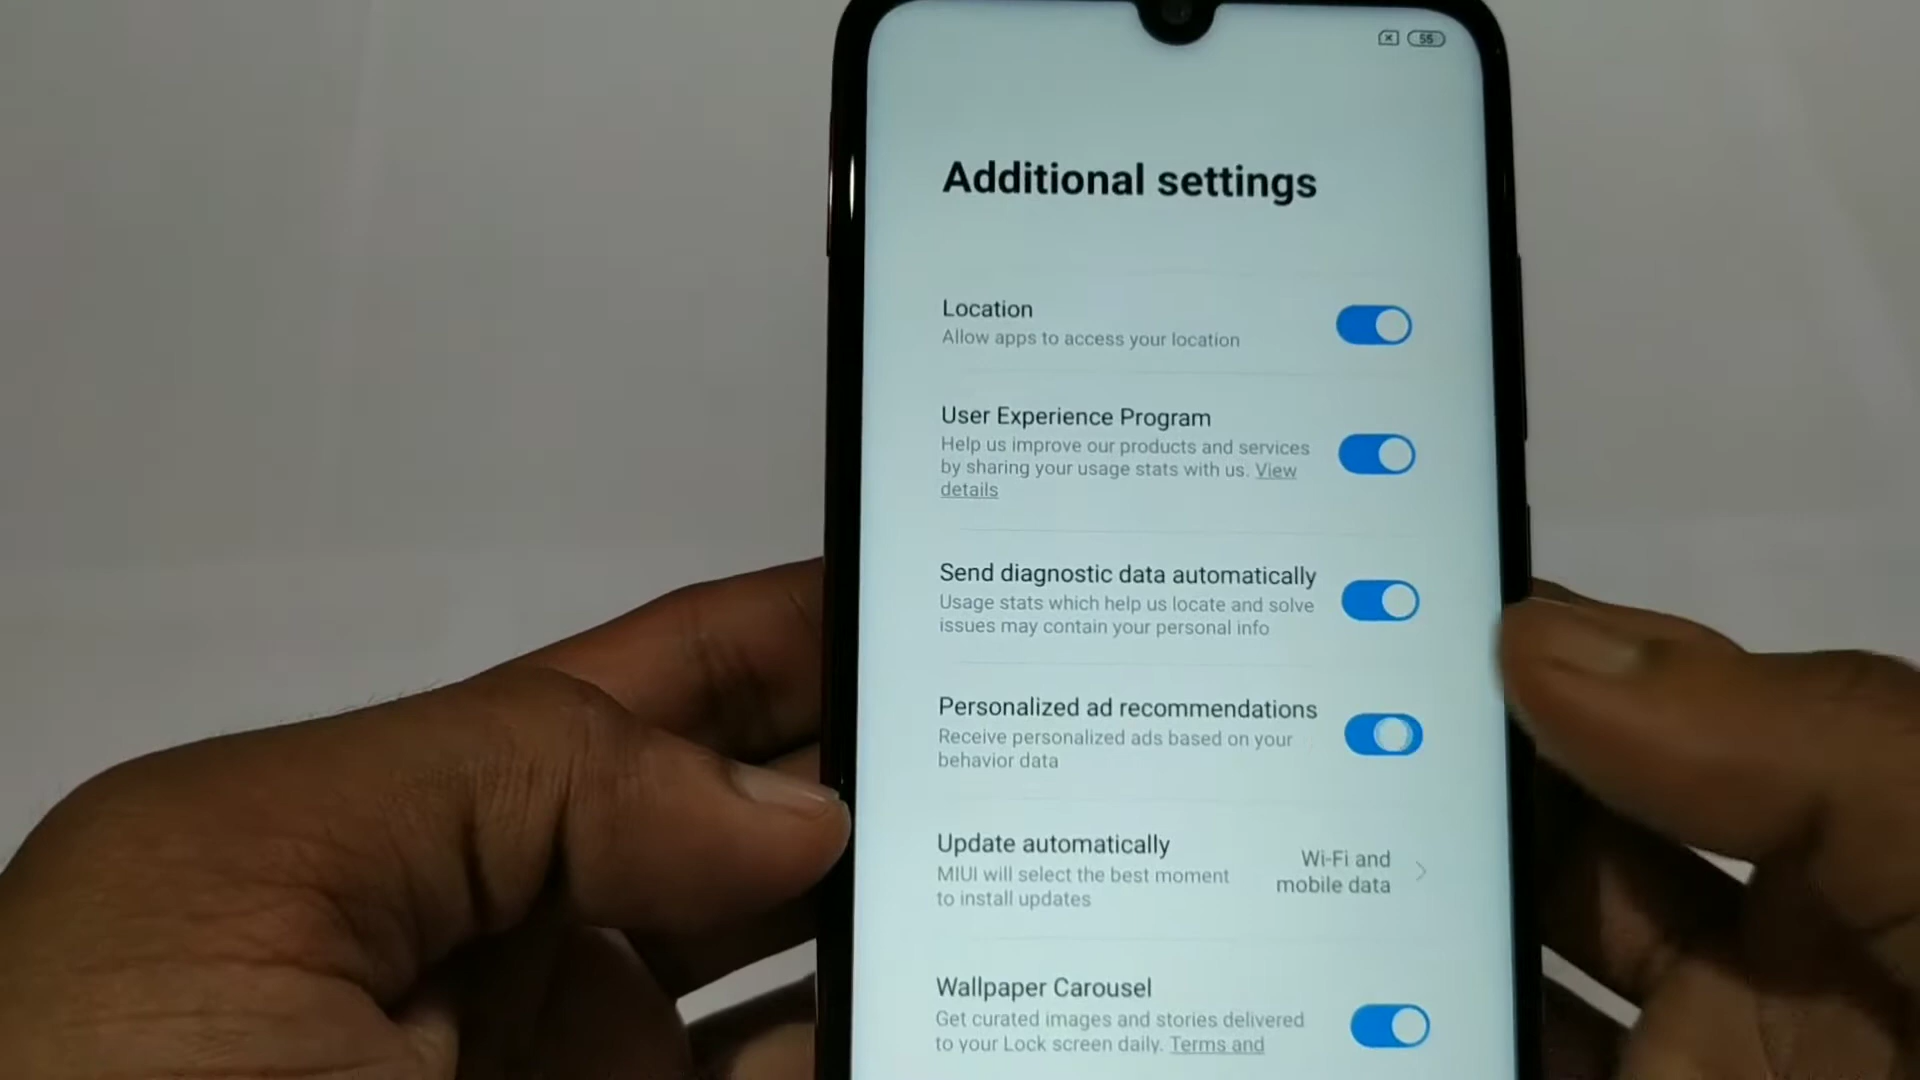 55
Additional settings
Location
Allow apps to access your location
User Experience Program
Help us improve our products and services
by sharing your usage stats with us. View
details
Send diagnostic data automatically
Usage stats which help us locate and solve
issues may contain your personal info
Personalized ad recommendations
Receive personalized ads based on your
behavior data
Update automatically
MIUI will select the best moment
to install updates
Wi-Fi and
mobile data
Wallpaper Carousel
Get curated images and stories delivered
to your Lock screen daily. Terms and